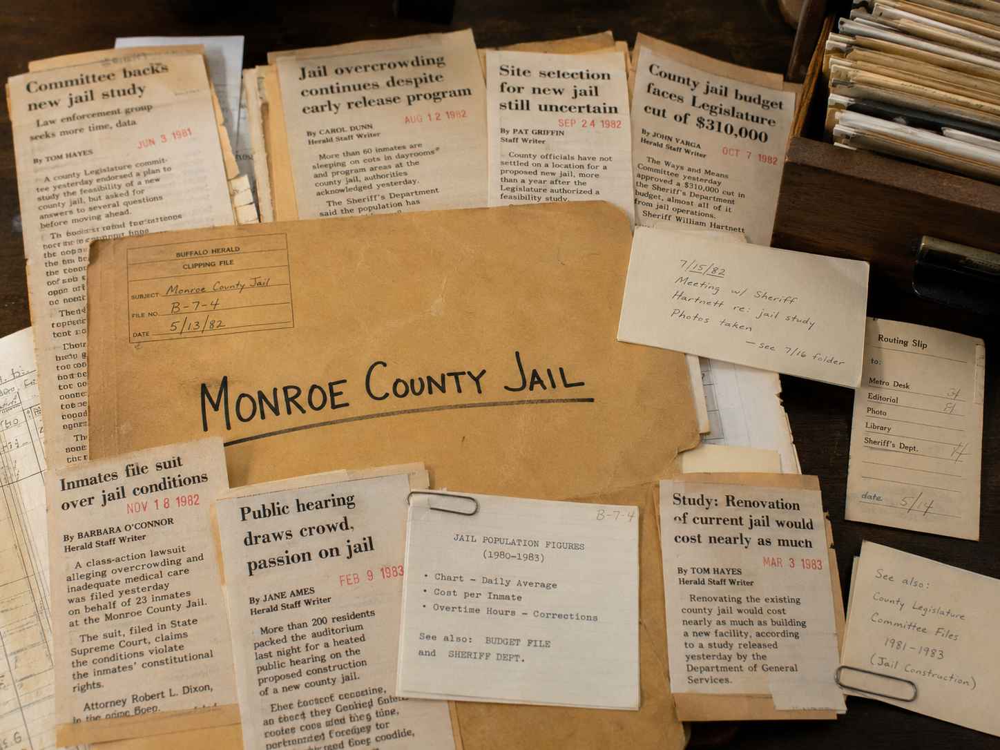 Committee backs
new jail study
Law enforcement group
seeks more time, data
JUN 3 1981
By TOM HAYES
A county Legislature commit-
tee yesterday endorsed a plan to
study the feasibility of a new
county jail, but asked for
answers to several questions
before moving ahead.
Jail overcrowding
continues despite
early release program
AUG 12 1982
By CAROL DUNN
Herald Staff Writer
More than 60 inmates are
sleeping on cots in dayrooms
and program areas at the
county jail, authorities
acknowledged yesterday.
The Sheriff's Department
said the population has
Site selection
for new jail
still uncertain
SEP 24 1982
By PAT GRIFFIN
Staff Writer
County officials have not
settled on a location for a
proposed new jail, more
than a year after the
Legislature authorized a
feasibility study.
County jail budget
faces Legislature
cut of $310,000
By JOHN VARGA
Herald Staff Writer
OCT 7 1982
The Ways and Means
Committee yesterday
approved a $310,000 cut in
the Sheriff's Department
budget, almost all of it
from jail operations.
Sheriff William Hartnett
BUFFALO HERALD
CLIPPING FILE
SUBJECT Monroe County Jail
FILE NO. B-7-4
DATE 5/13/82
MONROE COUNTY JAIL
7/15/82
Meeting w/ Sheriff
Hartnett re: jail study
Photos taken
— see 7/16 folder
Routing Slip
to:
Metro Desk
Editorial
Photo
Library
Sheriff's Dept.
date 5/14
Inmates file suit
over jail conditions
NOV 18 1982
By BARBARA O'CONNOR
Herald Staff Writer
A class-action lawsuit
alleging overcrowding and
inadequate medical care
was filed yesterday
on behalf of 23 inmates
at the Monroe County Jail.
The suit, filed in State
Supreme Court, claims
the conditions violate
the inmates' constitutional
rights.
Attorney Robert L. Dixon,
Public hearing
draws crowd,
passion on jail
FEB 9 1983
By JANE AMES
Herald Staff Writer
More than 200 residents
packed the auditorium
last night for a heated
public hearing on the
proposed construction
of a new county jail.
B-7-4
JAIL POPULATION FIGURES
(1980-1983)
• Chart - Daily Average
• Cost per Inmate
• Overtime Hours - Corrections
See also: BUDGET FILE
and SHERIFF DEPT.
Study: Renovation
of current jail would
cost nearly as much
MAR 3 1983
By TOM HAYES
Herald Staff Writer
Renovating the existing
county jail would cost
nearly as much as building
a new facility, according
to a study released
yesterday by the
Department of General
Services.
See also:
County Legislature
Committee Files
1981-1983
(Jail Construction)